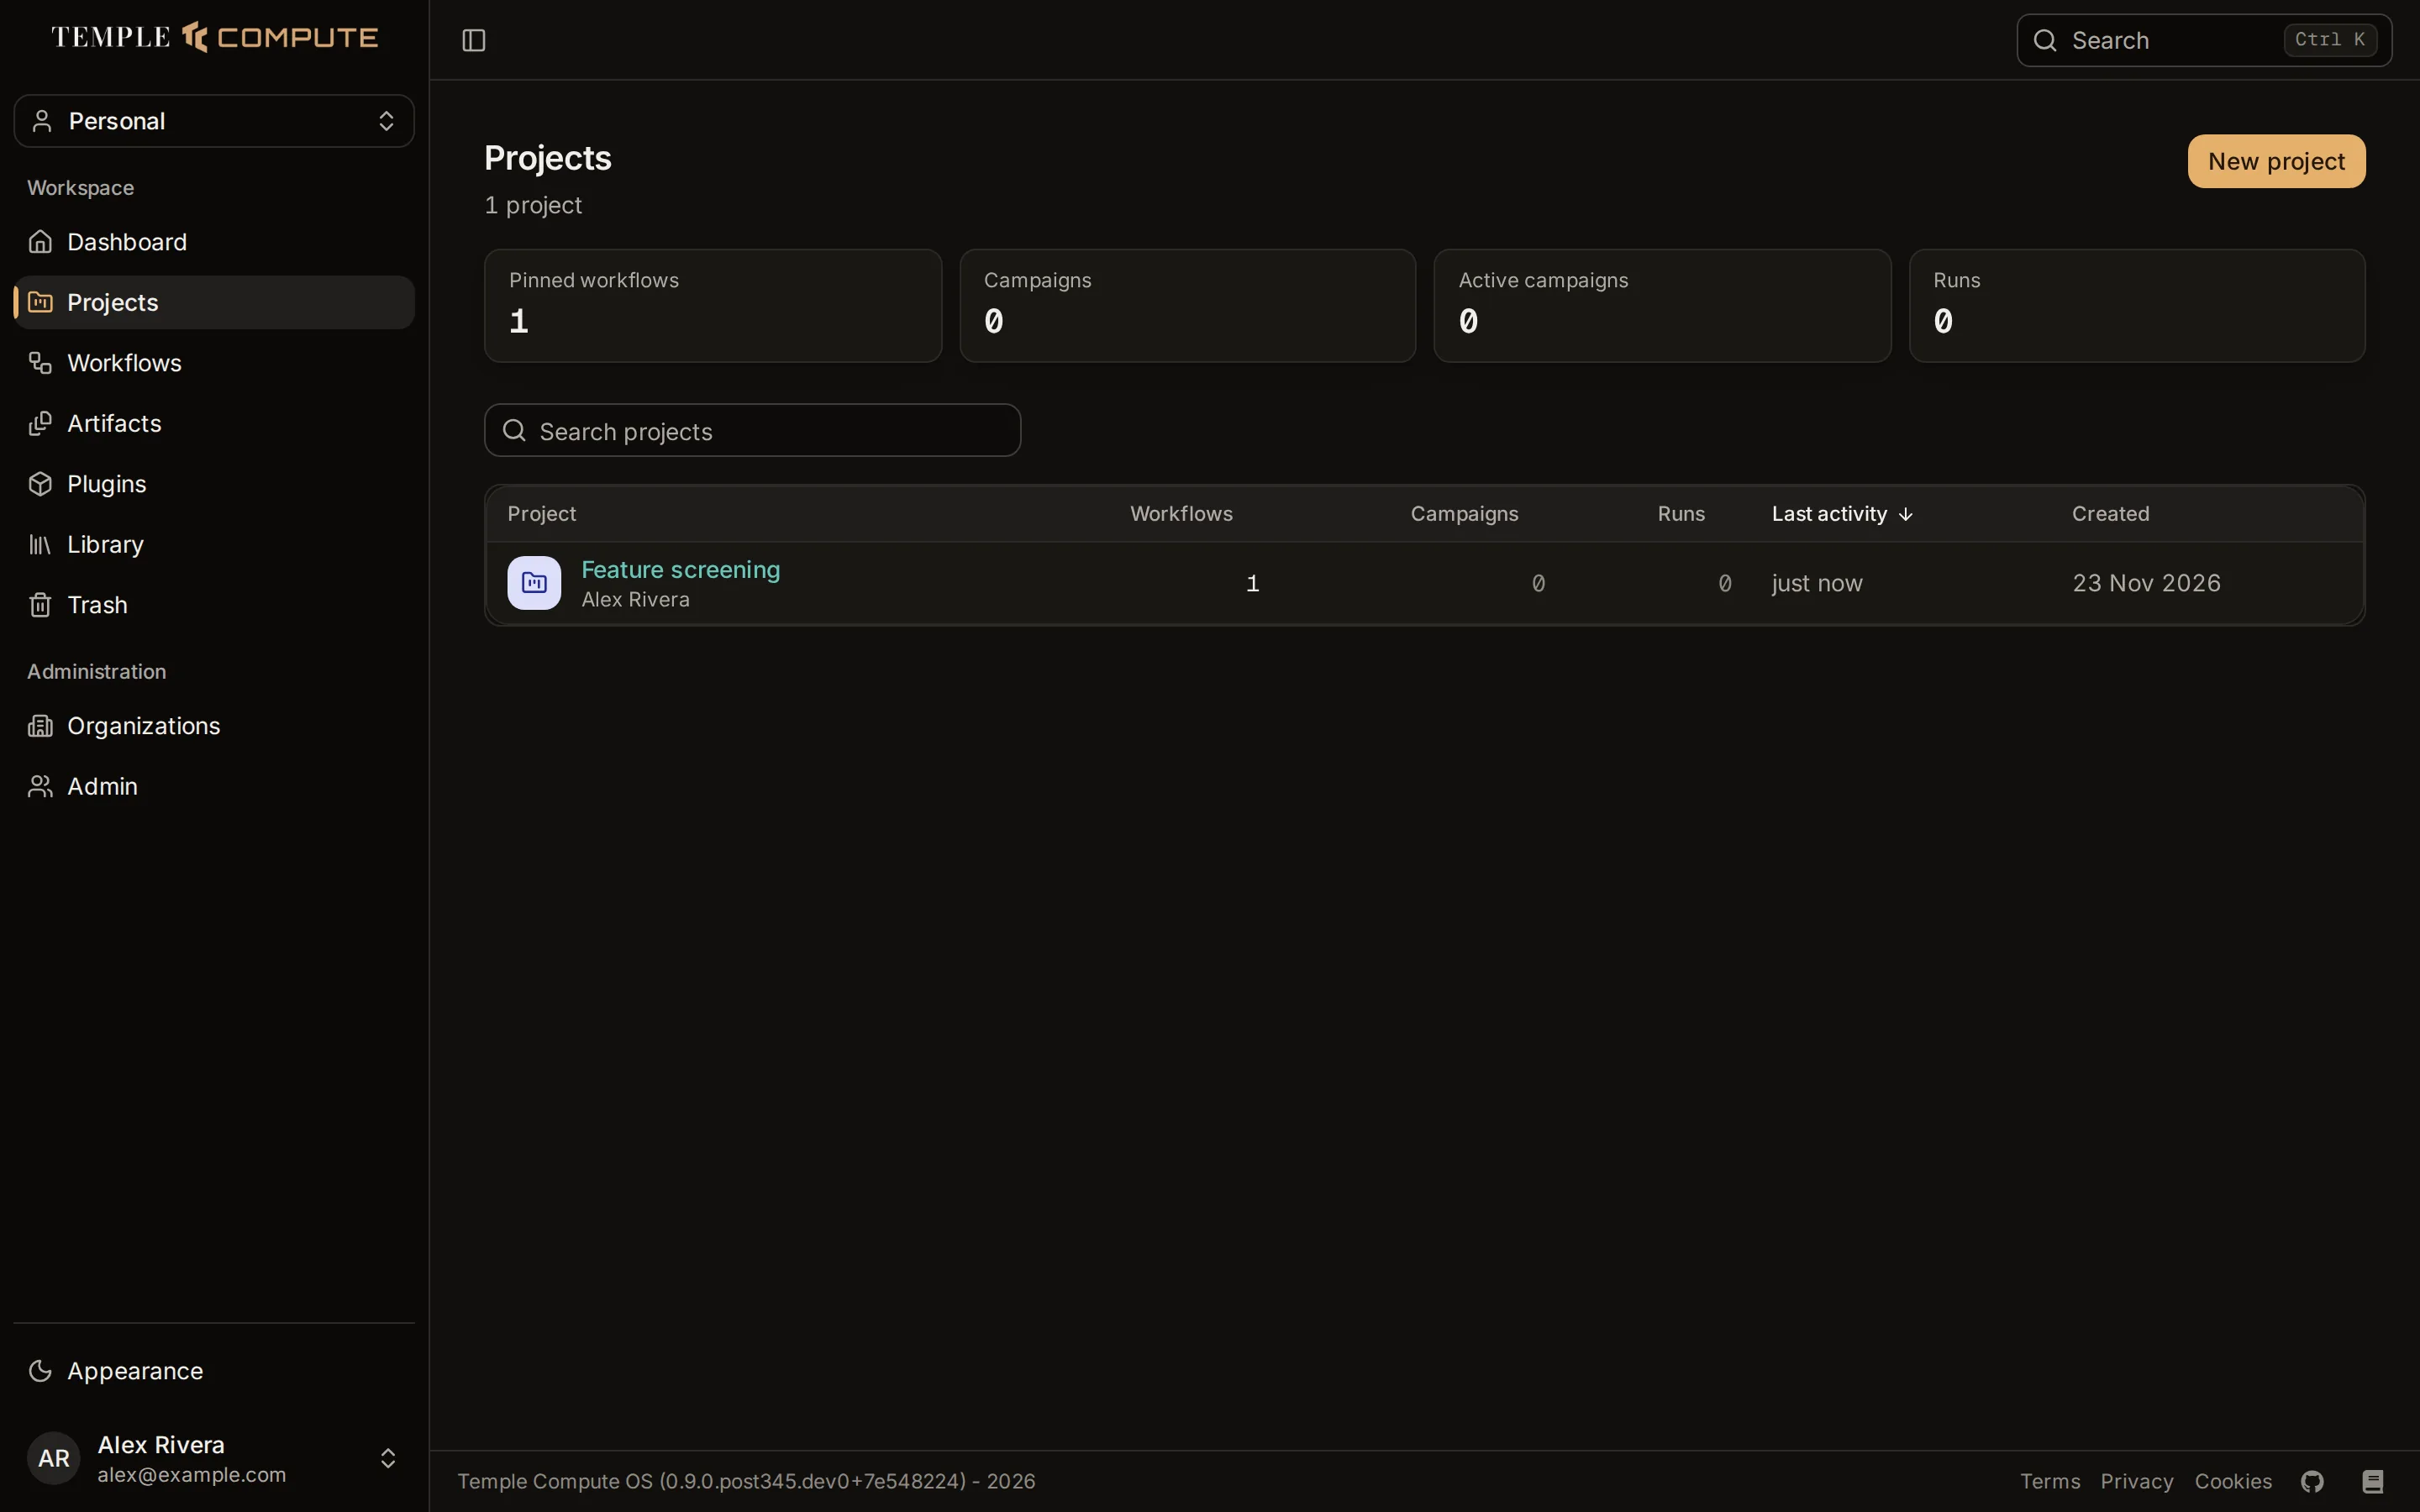 TEMPLE COMPUTE
Search
Ctrl K
Personal
Workspace
Dashboard
Projects
Workflows
Artifacts
Plugins
Library
Trash
Administration
Organizations
Admin
Appearance
AR
Alex Rivera
alex@example.com
Projects
1 project
New project
Pinned workflows
1
Campaigns
0
Active campaigns
0
Runs
0
Search projects
Project Workflows Campaigns Runs Last activity Created
Feature screening
Alex Rivera
1 0 0 just now 23 Nov 2026
Temple Compute OS (0.9.0.post345.dev0+7e548224) - 2026
Terms Privacy Cookies